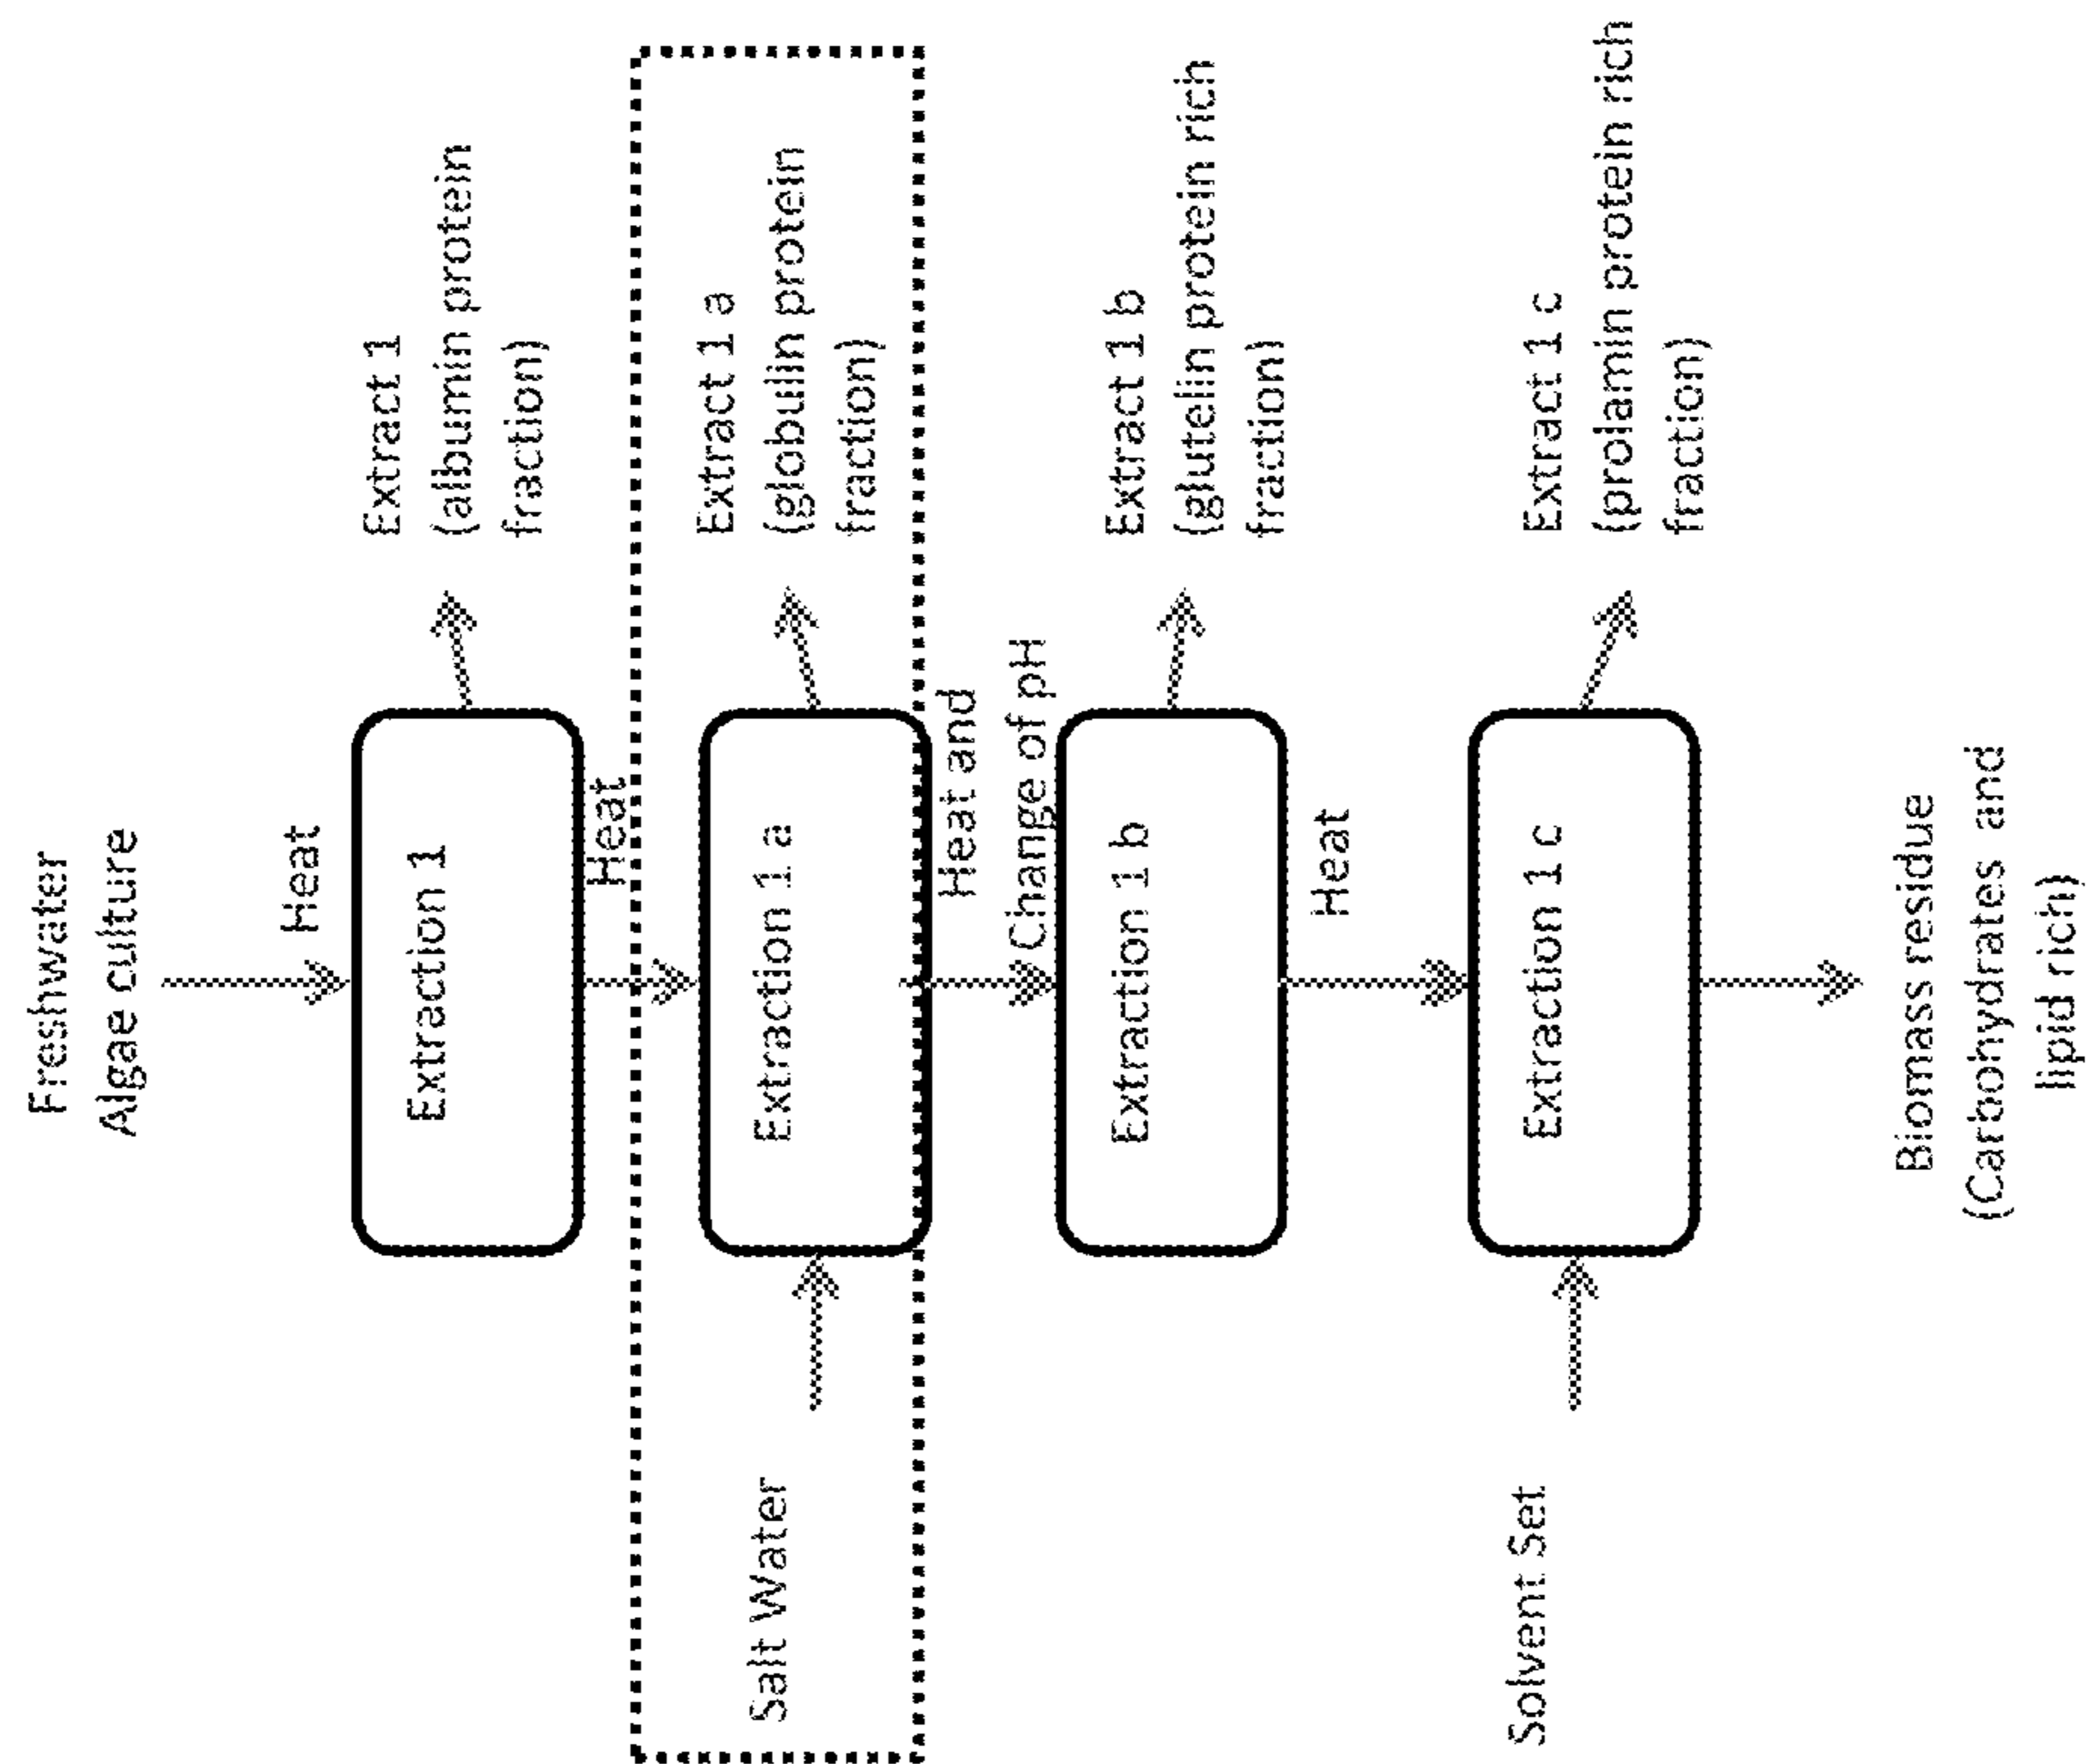 Freshwater
Algae culture
Heat
Extraction 1
Extract 1
(albumin protein
fraction)
Heat
Salt Water
Extraction 1 a
Extract 1 a
(globulin protein
fraction)
Heat and
Change of pH
Extraction 1 b
Extract 1 b
(glutelin protein rich
fraction)
Heat
Solvent Set
Extraction 1 c
Extract 1 c
(prolamin protein rich
fraction)
Biomass residue
(Carbohydrates and
lipid rich)